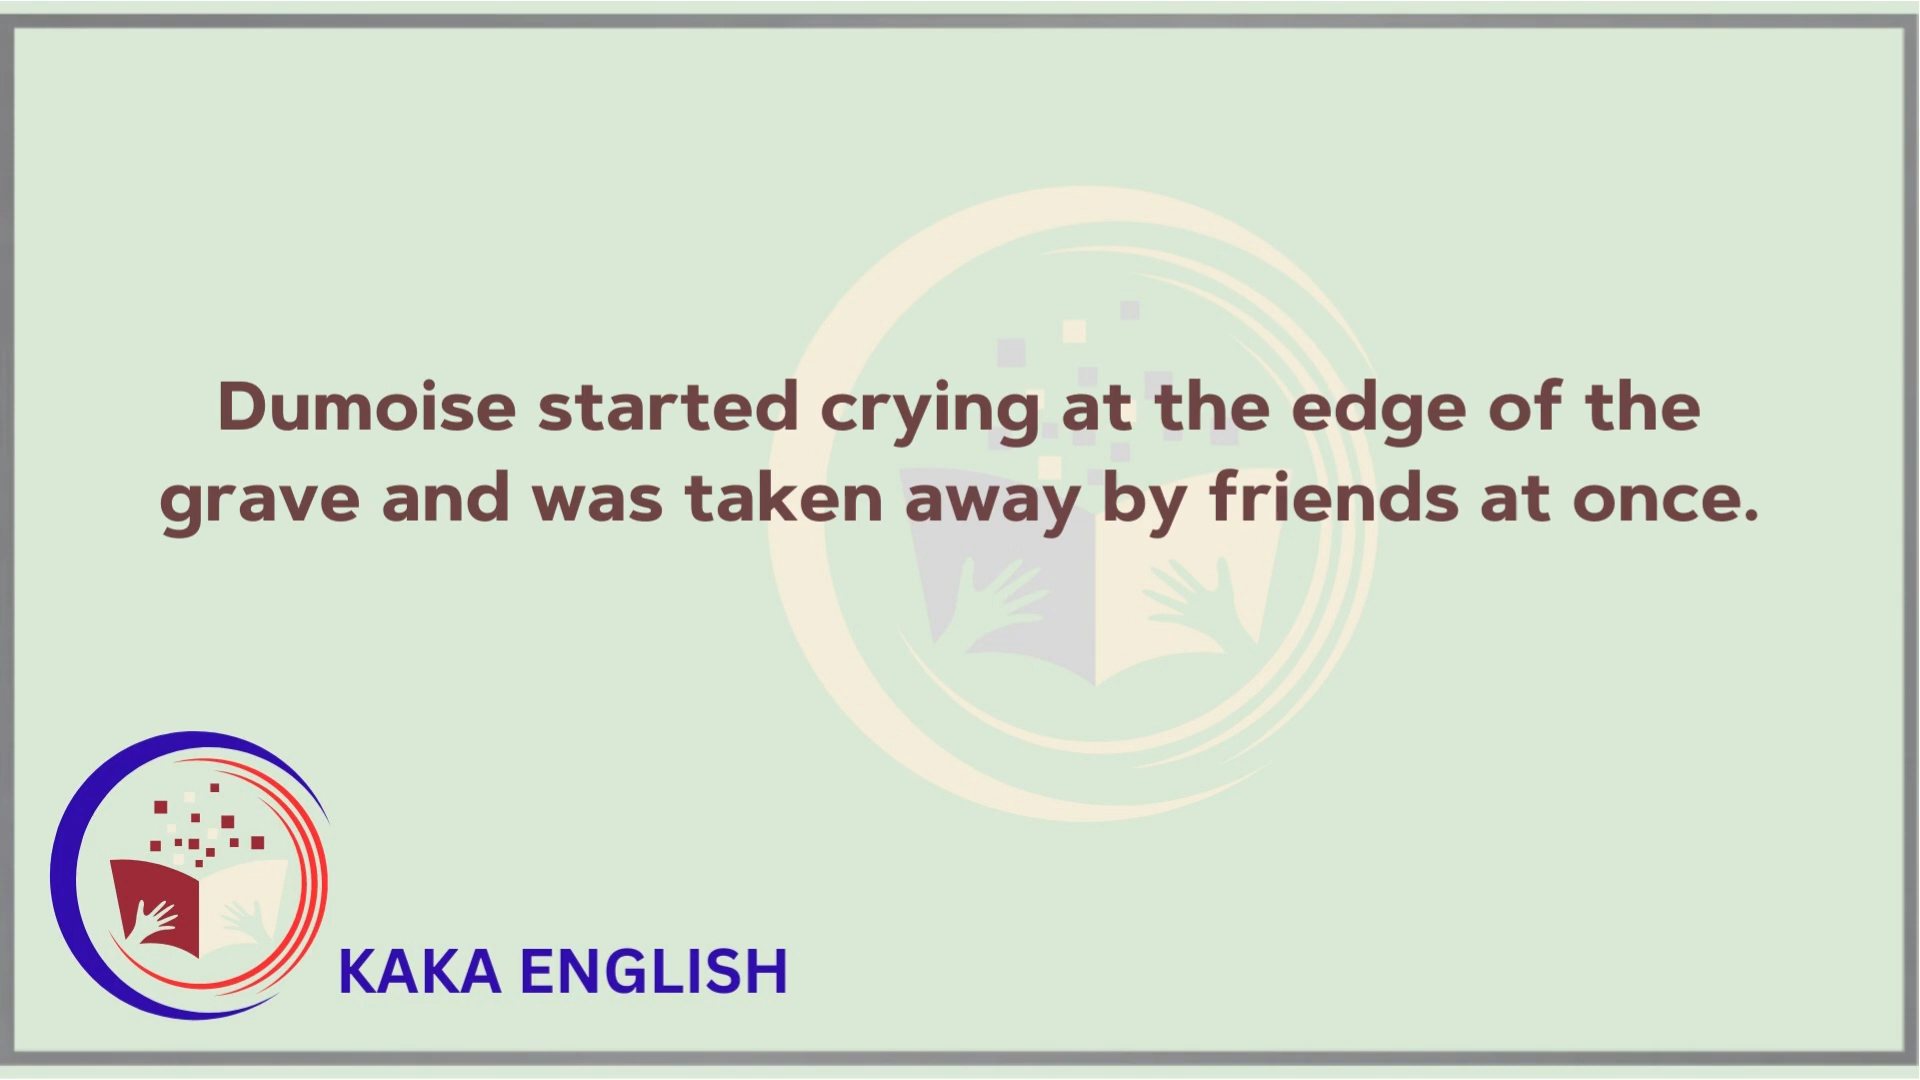 Dumoise started crying at the edge of the
grave and was taken away by friends at once.
KAKA ENGLISH